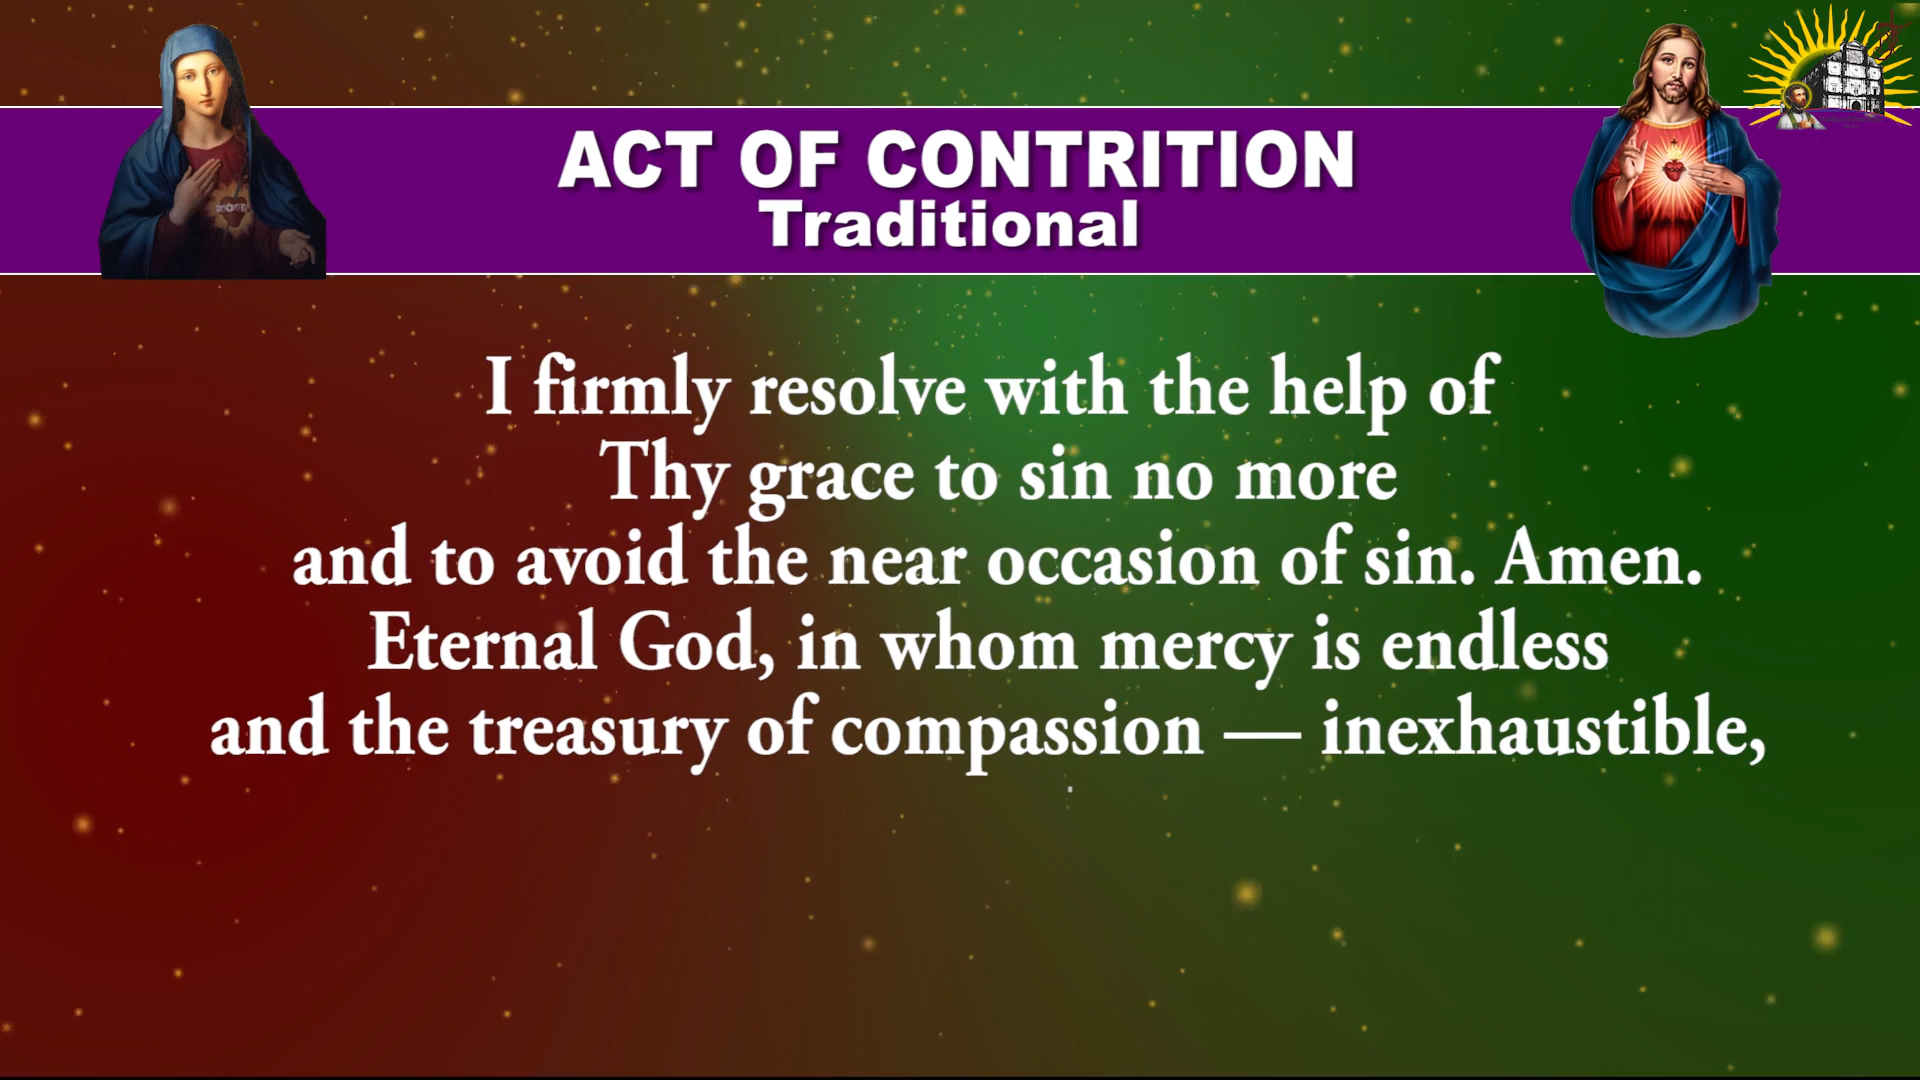 ACT OF CONTRITION
Traditional
I firmly resolve with the help of
Thy grace to sin no more
and to avoid the near occasion of sin. Amen.
Eternal God, in whom mercy is endless
and the treasury of compassion — inexhaustible,